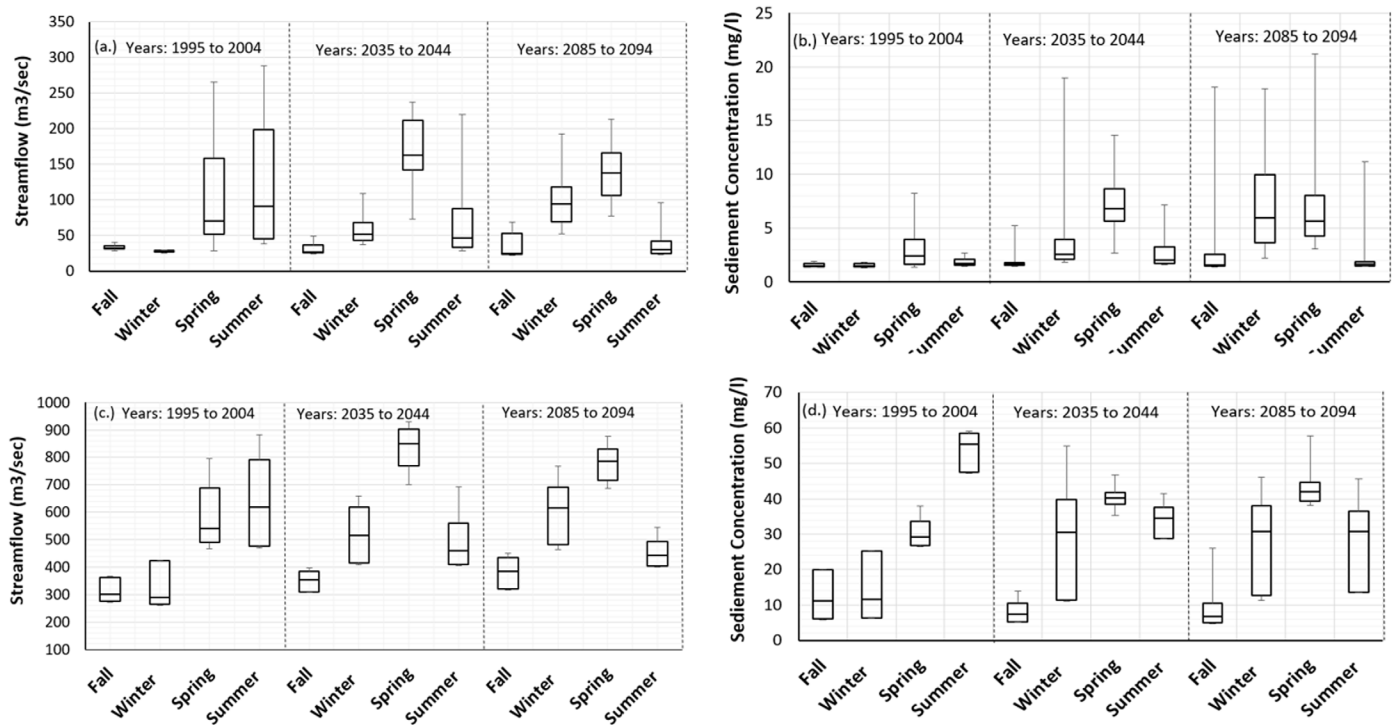 Streamflow (m3/sec)
350
300
250
200
150
100
50
0
(a.) Years: 1995 to 2004 Years: 2035 to 2044 Years: 2085 to 2094
Fall Winter Spring Summer Fall Winter Spring Summer Fall Winter Spring Summer
Sediement Concentration (mg/l)
25
20
15
10
5
0
(b.) Years: 1995 to 2004 Years: 2035 to 2044 Years: 2085 to 2094
Fall Winter Spring Summer Fall Winter Spring Summer Fall Winter Spring Summer
Streamflow (m3/sec)
1000
900
800
700
600
500
400
300
200
100
(c.) Years: 1995 to 2004 Years: 2035 to 2044 Years: 2085 to 2094
Fall Winter Spring Summer Fall Winter Spring Summer Fall Winter Spring Summer
Sediement Concentration (mg/l)
70
60
50
40
30
20
10
0
(d.) Years: 1995 to 2004 Years: 2035 to 2044 Years: 2085 to 2094
Fall Winter Spring Summer Fall Winter Spring Summer Fall Winter Spring Summer